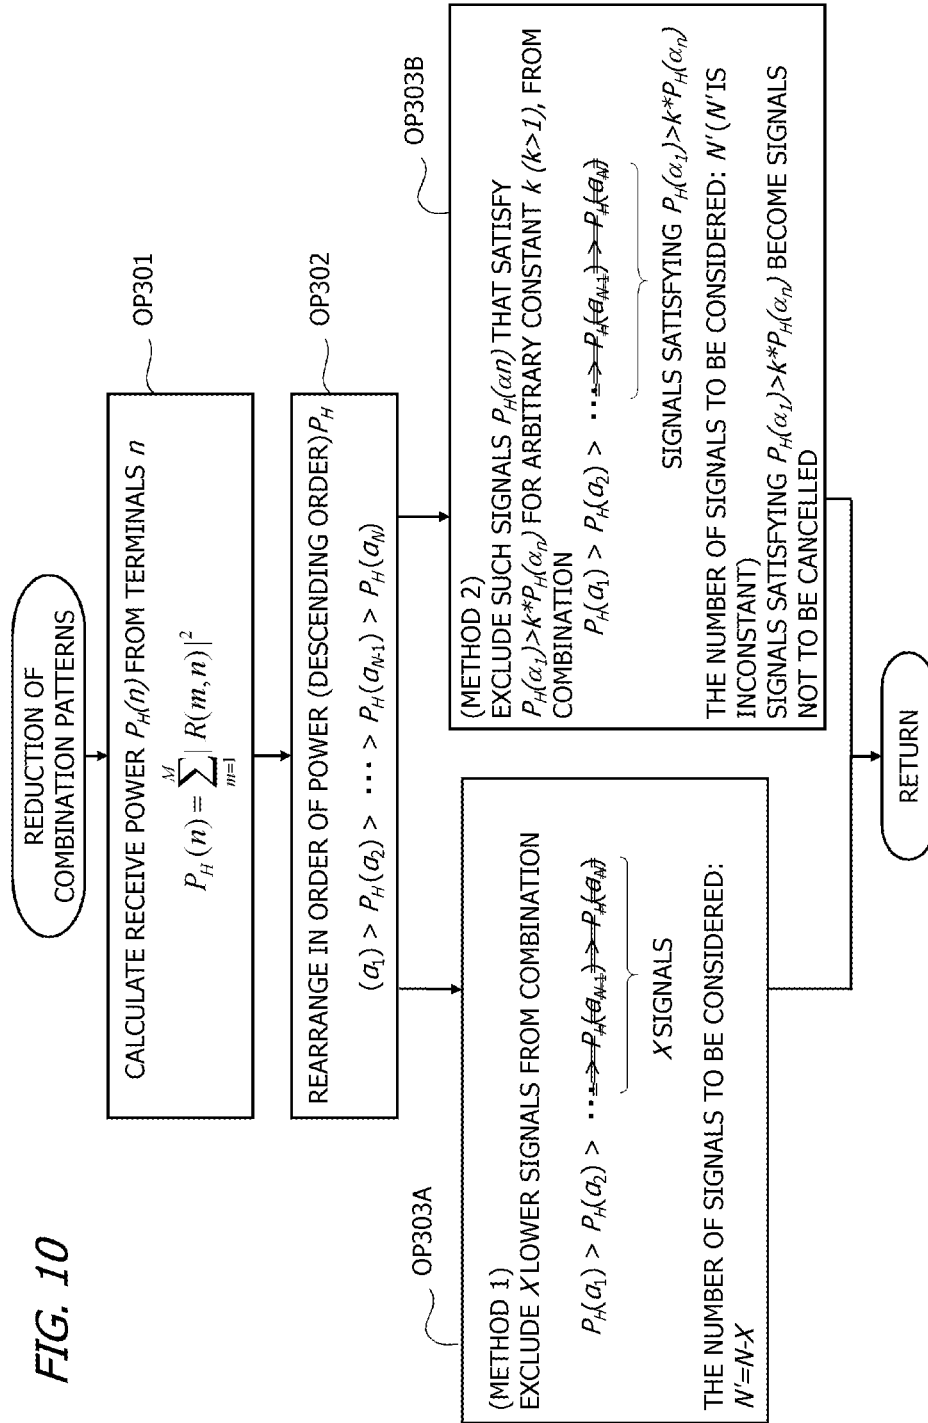 FIG. 10
REDUCTION OF
COMBINATION PATTERNS
OP301
CALCULATE RECEIVE POWER P_H(n) FROM TERMINALS n
P_H(n) = \sum_{m=1}^{M} |R(m,n)|^2
OP302
REARRANGE IN ORDER OF POWER (DESCENDING ORDER)P_H
(a_1) > P_H(a_2) > ⋯ > P_H(a_{N-1}) > P_H(a_N)
OP303A
(METHOD 1)
EXCLUDE X LOWER SIGNALS FROM COMBINATION
P_H(a_1) > P_H(a_2) > ⋯ > P_H(a_{N-1}) > P_H(a_N)
X SIGNALS
THE NUMBER OF SIGNALS TO BE CONSIDERED:
N'=N-X
OP303B
(METHOD 2)
EXCLUDE SUCH SIGNALS P_H(αn) THAT SATISFY
P_H(α_1)>k*P_H(α_n) FOR ARBITRARY CONSTANT k (k>1), FROM
COMBINATION
P_H(a_1) > P_H(a_2) > ⋯ > P_H(a_{N-1}) > P_H(a_N)
SIGNALS SATISFYING P_H(α_1)>k*P_H(α_n)
THE NUMBER OF SIGNALS TO BE CONSIDERED: N'(N' IS
INCONSTANT)
SIGNALS SATISFYING P_H(α_1)>k*P_H(α_n) BECOME SIGNALS
NOT TO BE CANCELLED
RETURN